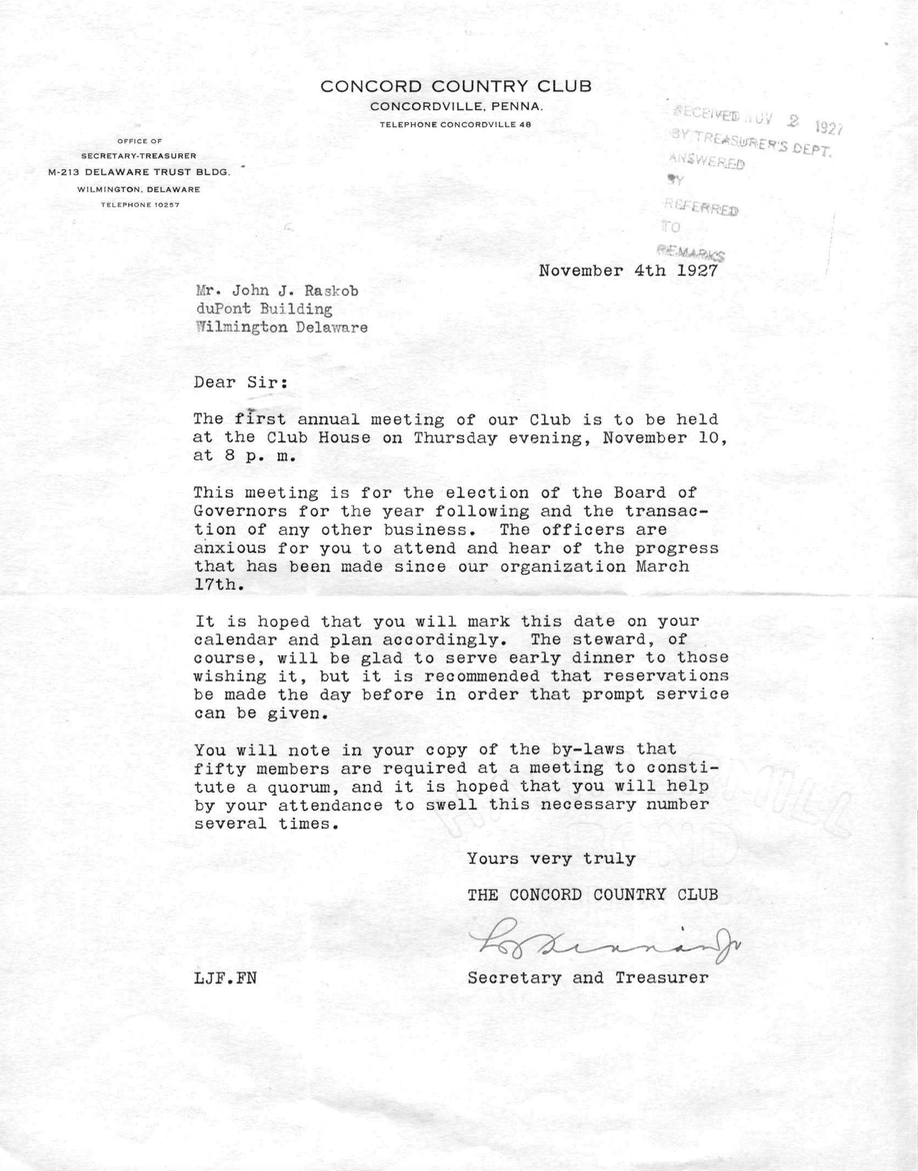 CONCORD COUNTRY CLUB
CONCORDVILLE, PENNA.
TELEPHONE CONCORDVILLE 48
OFFICE OF
SECRETARY-TREASURER
M-213 DELAWARE TRUST BLDG.
WILMINGTON, DELAWARE
TELEPHONE 10257
RECEIVED NOV 2 1927
BY TREASURER'S DEPT.
ANSWERED
BY
REFERRED
TO
REMARKS
November 4th 1927
Mr. John J. Raskob
duPont Building
Wilmington Delaware
Dear Sir:
The first annual meeting of our Club is to be held
at the Club House on Thursday evening, November 10,
at 8 p. m.
This meeting is for the election of the Board of
Governors for the year following and the transac-
tion of any other business. The officers are
anxious for you to attend and hear of the progress
that has been made since our organization March
17th.
It is hoped that you will mark this date on your
calendar and plan accordingly. The steward, of
course, will be glad to serve early dinner to those
wishing it, but it is recommended that reservations
be made the day before in order that prompt service
can be given.
You will note in your copy of the by-laws that
fifty members are required at a meeting to consti-
tute a quorum, and it is hoped that you will help
by your attendance to swell this necessary number
several times.
Yours very truly
THE CONCORD COUNTRY CLUB
LJF.FN
Secretary and Treasurer